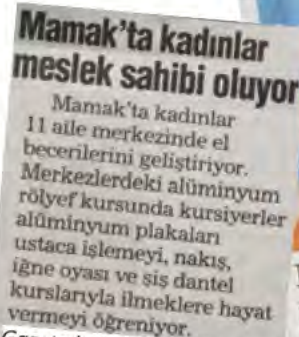 Mamak'ta kadınlar
meslek sahibi oluyor
Mamak'ta kadınlar
11 aile merkezinde el
becerilerini geliştiriyor.
Merkezlerdeki alüminyum
rölyef kursunda kursiyerler
alüminyum plakaları
ustaca işlemeyi, nakış,
iğne oyası ve şiş dantel
kurslarıyla ilmeklere hayat
vermeyi öğreniyor.